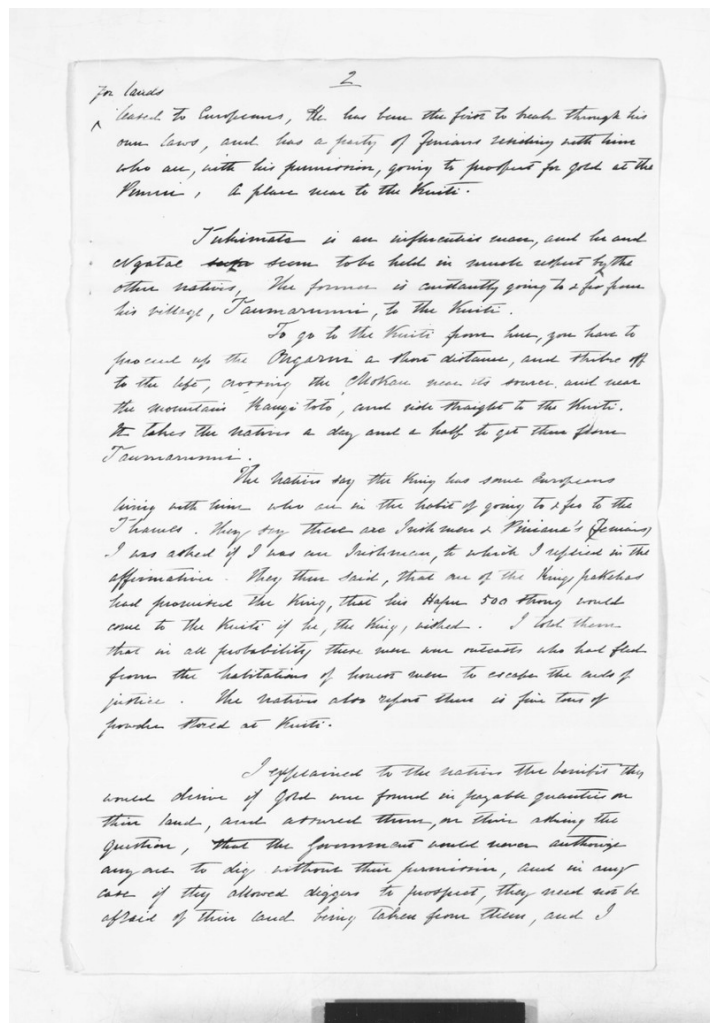 2
for lands
leased to Europeans, He has been the first to break through his
own laws, and has a party of Fenians residing with him
who are, with his permission, going to prospect for gold at the
A place near to the Kuiti.
is an influential man, and he and
Ngatae seem to be held in much respect by the
other natives, The former is constantly going to & fro from
his village, Taumarunui, to the Kuiti.
To go to the Kuiti from here, you have to
proceed up the Ongarui a short distance, and strike off
to the left, crossing the Mokau near its source, and near
the mountain 'Rangitoto', and ride straight to the Kuiti.
It takes the natives a day and a half to get there from
Taumarunui.
The natives say the King has some Europeans
living with him who are in the habit of going to & fro to the
Thames. They say these are Irishmen & Piniana's (Fenians)
I was asked if I was an Irishman, to which I replied in the
affirmative. They then said, that one of the King's pakehas
had promised the King, that his Hapu 500 strong would
come to the Kuiti if he, the King, wished. I told them
that in all probability these men were outcasts who had fled
from the habitations of honest men to escape the ends of
justice. The natives also report there is five tons of
powder stored at Kuiti.
I explained to the natives the benefits they
would derive if gold were found in payable quantities on
their land, and assured them, on their asking the
question, that the Government would never authorize
any one to dig without their permission, and in any
case if they allowed diggers to prospect, they need not be
afraid of their land being taken from them, and I